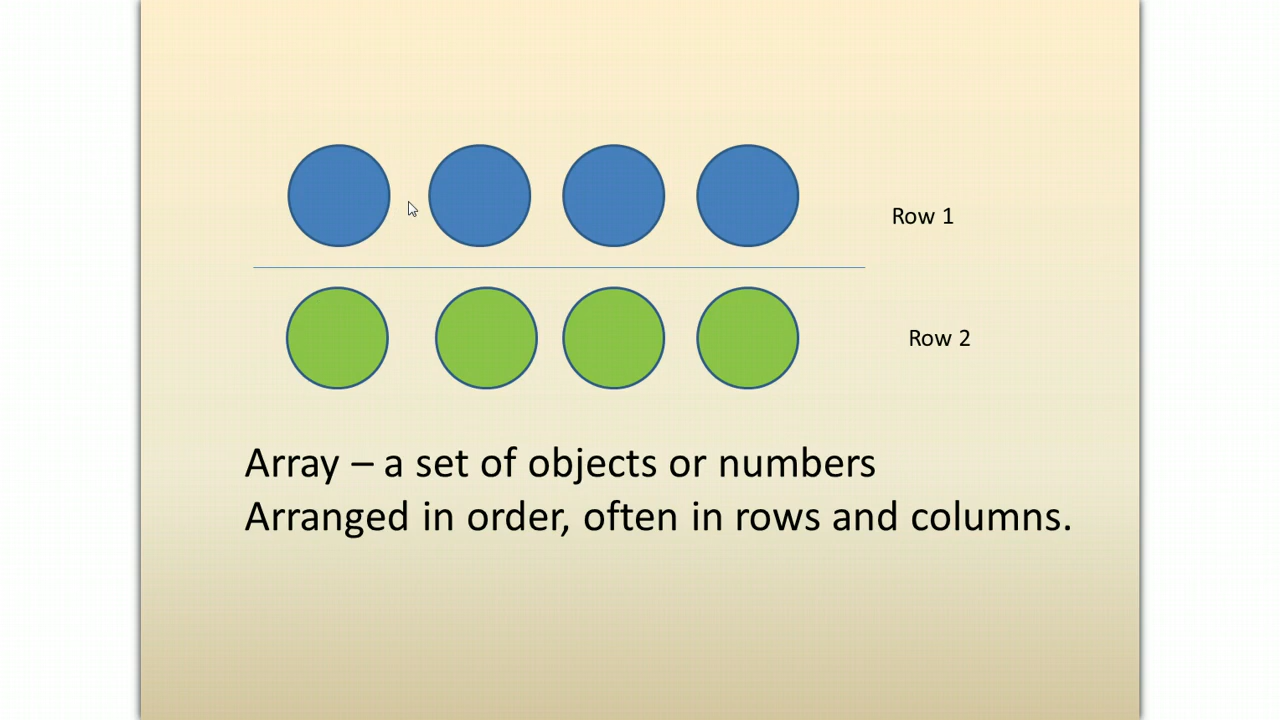 Row 1
Row 2
Array – a set of objects or numbers
Arranged in order, often in rows and columns.